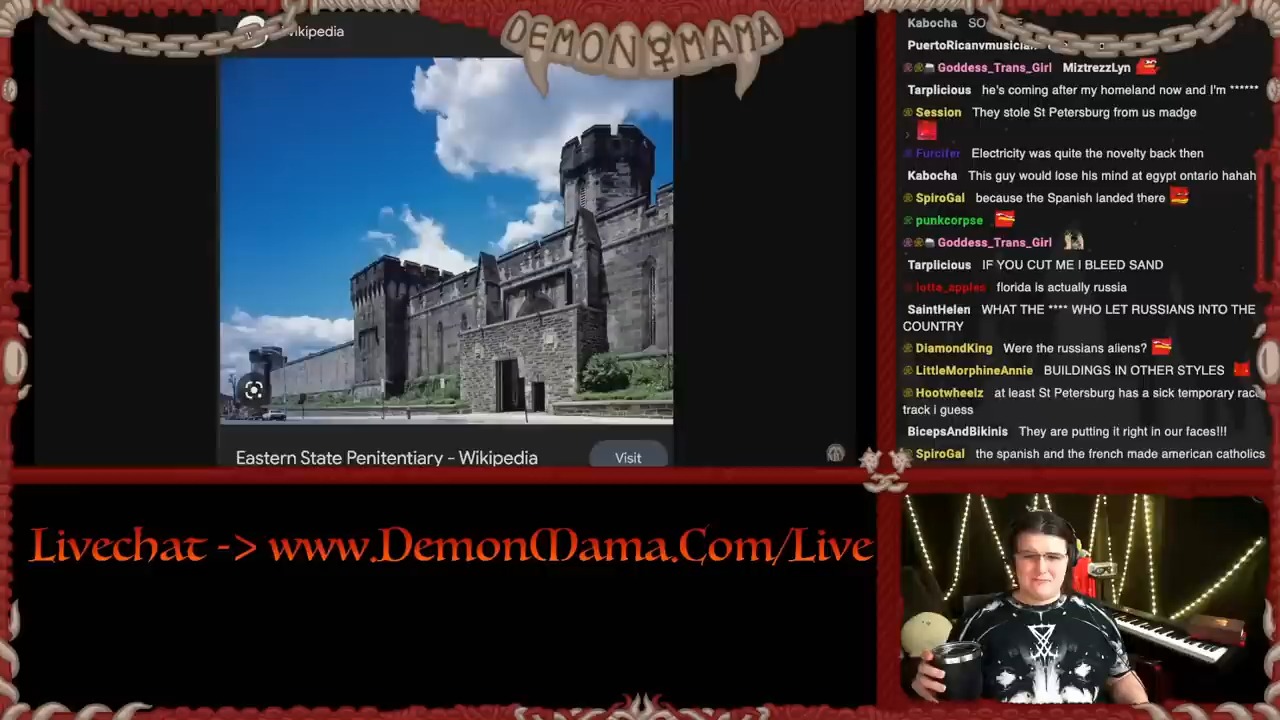 DEMON MAMA
ikipedia
Eastern State Penitentiary - Wikipedia
Visit
Livechat -> www.DemonMama.Com/Live
Kabocha
PuertoRicanvmusicia
Goddess_Trans_Girl MiztrezzLyn
Tarplicious he's coming after my homeland now and I'm ******
Session They stole St Petersburg from us madge
Furcifer Electricity was quite the novelty back then
Kabocha This guy would lose his mind at egypt ontario hahah
SpiroGal because the Spanish landed there
punkcorpse
Goddess_Trans_Girl
Tarplicious IF YOU CUT ME I BLEED SAND
lotta_apples florida is actually russia
SaintHelen WHAT THE **** WHO LET RUSSIANS INTO THE
COUNTRY
DiamondKing Were the russians aliens?
LittleMorphineAnnie BUILDINGS IN OTHER STYLES
Hootwheelz at least St Petersburg has a sick temporary race
track i guess
BicepsAndBikinis They are putting it right in our faces!!!
SpiroGal the spanish and the french made american catholics